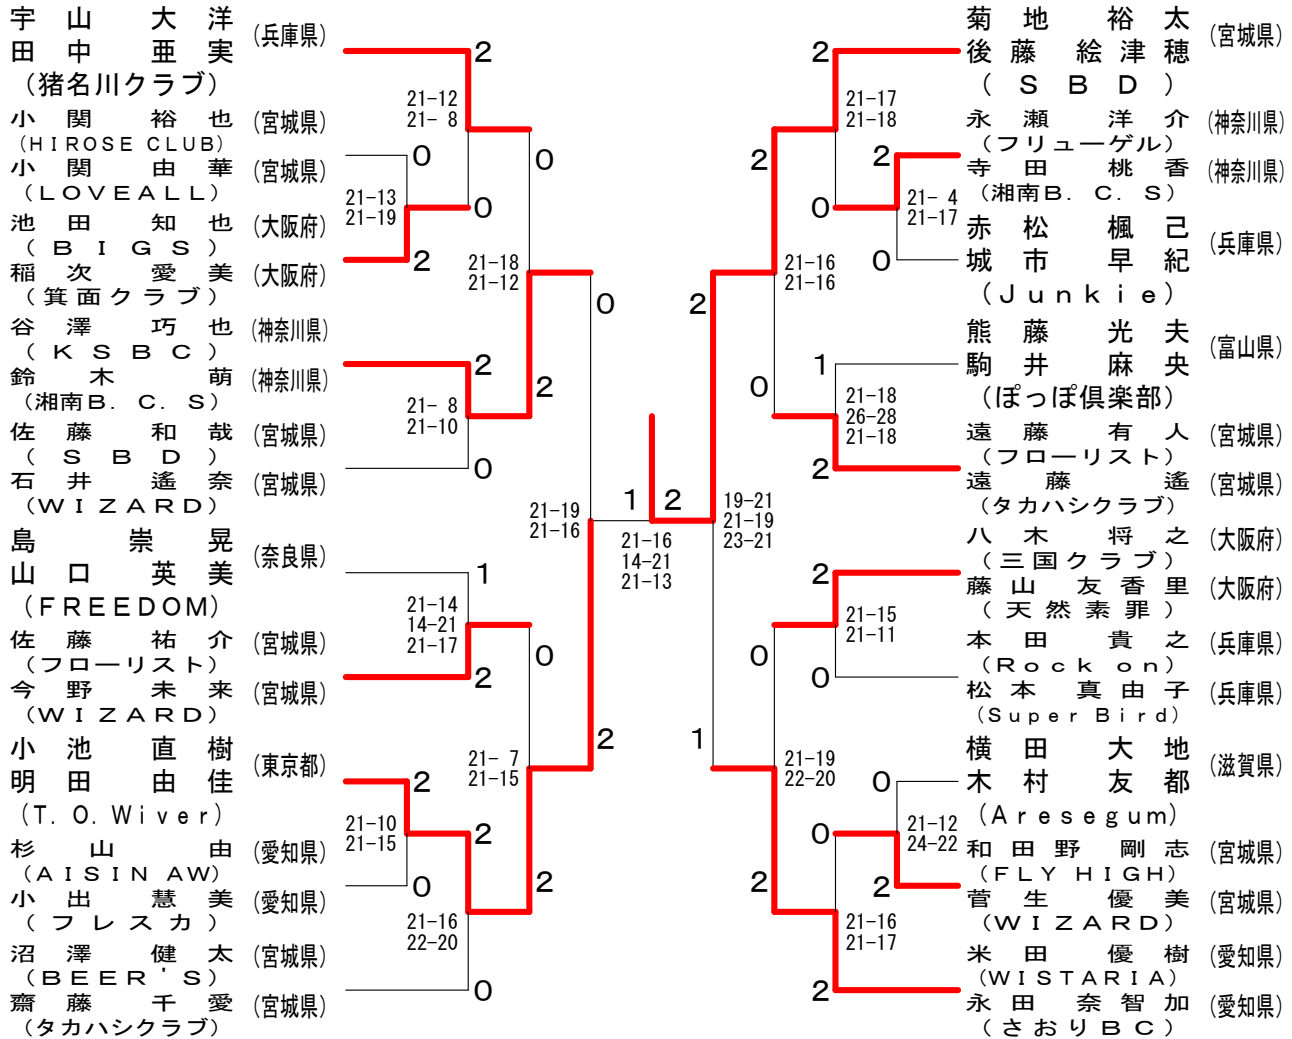 宇山大洋
(兵庫県)
田中亜実
(猪名川クラブ)
小関裕也
(宮城県)
(HIROSE CLUB)
小関由華
(宮城県)
(LOVEALL)
池田知也
(大阪府)
(BIGS)
稲次愛美
(大阪府)
(箕面クラブ)
谷澤巧也
(神奈川県)
(KSBC)
鈴木萌
(神奈川県)
(湘南B.C.S)
佐藤和哉
(宮城県)
(SBD)
石井遙奈
(宮城県)
(WIZARD)
島崇晃
(奈良県)
山口英美
(FREEDOM)
佐藤祐介
(宮城県)
(フローリスト)
今野未来
(宮城県)
(WIZARD)
小池直樹
(東京都)
明田由佳
(T.O.Wiver)
杉山由
(愛知県)
(AISIN AW)
小出慧美
(愛知県)
(フレスカ)
沼澤健太
(宮城県)
(BEER'S)
齋藤千愛
(宮城県)
(タカハシクラブ)
2
21-12
21- 8
0
0
21-13
21-19
0
2
21-18
21-12
0
2
2
21- 8
21-10
0
21-19
21-16
1
21-14
14-21
21-17
0
2
2
21- 7
21-15
2
21-10
21-15
2
0
2
21-16
22-20
0
1
2
21-16
14-21
21-13
19-21
21-19
23-21
2
21-17
21-18
2
2
0
21- 4
21-17
0
2
21-16
21-16
0
1
21-18
26-28
21-18
2
2
21-15
21-11
0
0
1
21-19
22-20
0
21-12
24-22
0
2
2
21-16
21-17
2
菊地裕太
(宮城県)
後藤絵津穂
(SBD)
永瀬洋介
(神奈川県)
(フリューゲル)
寺田桃香
(神奈川県)
(湘南B.C.S)
赤松楓己
(兵庫県)
城市早紀
(Junkie)
熊藤光夫
(富山県)
駒井麻央
(ぽっぽ倶楽部)
遠藤有人
(宮城県)
(フローリスト)
遠藤遙
(宮城県)
(タカハシクラブ)
八木将之
(大阪府)
(三国クラブ)
藤山友香里
(大阪府)
(天然素罪)
本田貴之
(兵庫県)
(Rock on)
松本真由子
(兵庫県)
(Super Bird)
横田大地
(滋賀県)
木村友都
(Aresegum)
和田野剛志
(宮城県)
(FLY HIGH)
菅生優美
(宮城県)
(WIZARD)
米田優樹
(愛知県)
(WISTARIA)
永田奈智加
(愛知県)
(さおりBC)